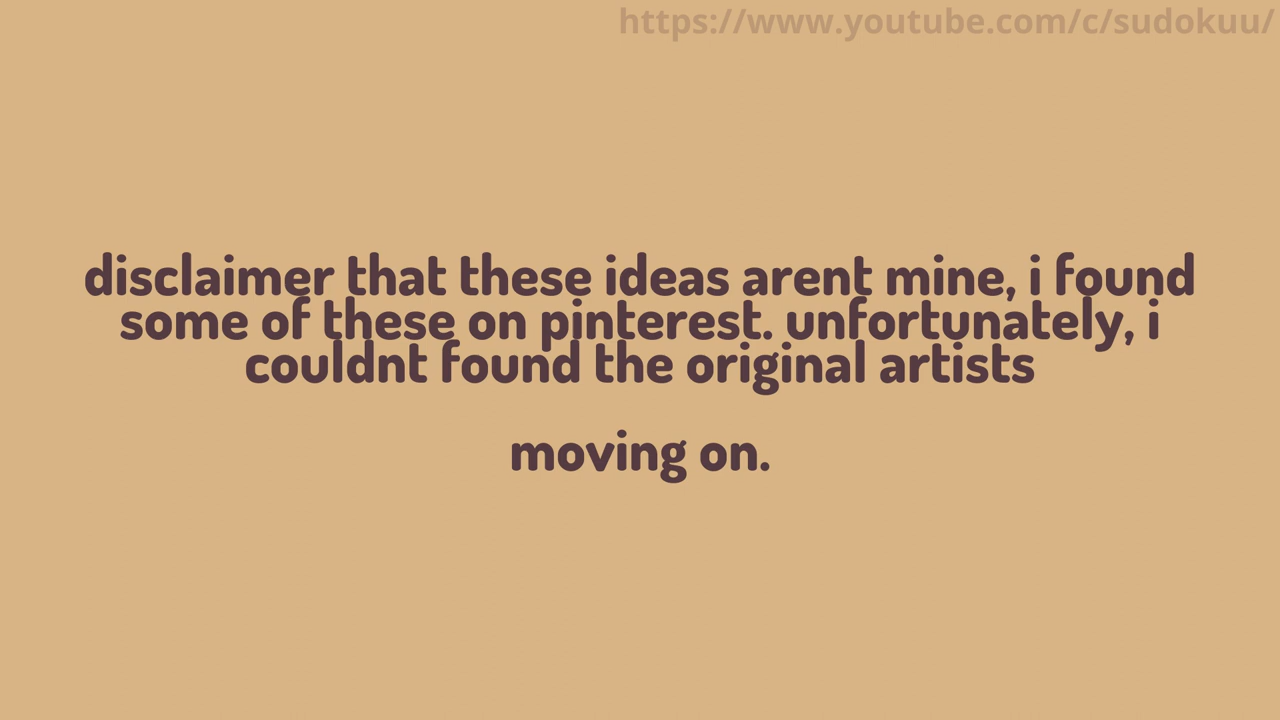 https://www.youtube.com/c/sudokuu/
disclaimer that these ideas arent mine, i found
some of these on pinterest. unfortunately, i
couldnt found the original artists
moving on.